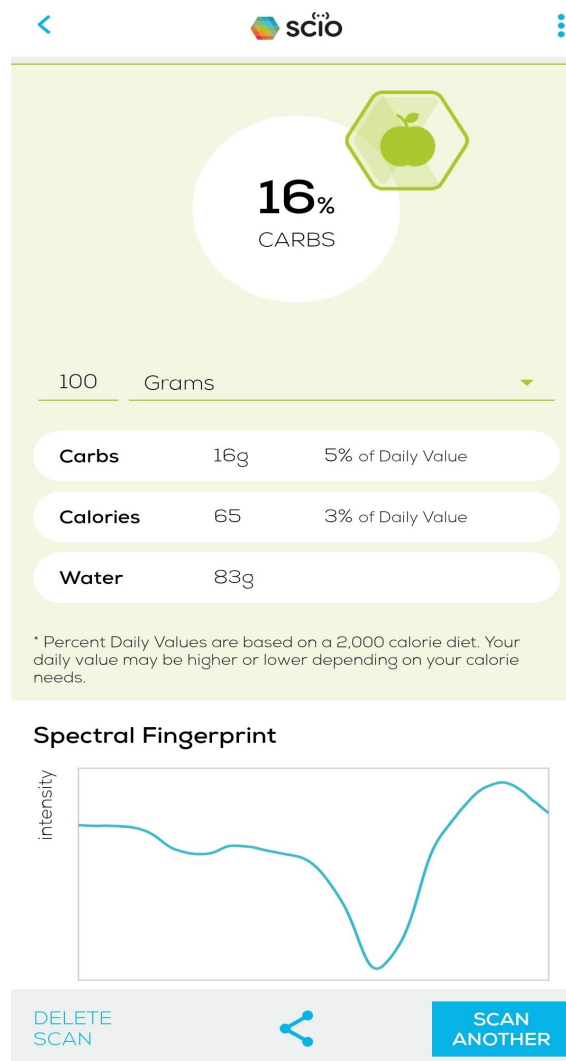 SCiO
16%
CARBS
100 Grams
Carbs 16g 5% of Daily Value
Calories 65 3% of Daily Value
Water 83g
* Percent Daily Values are based on a 2,000 calorie diet. Your
daily value may be higher or lower depending on your calorie
needs.
Spectral Fingerprint
intensity
DELETE
SCAN
SCAN
ANOTHER